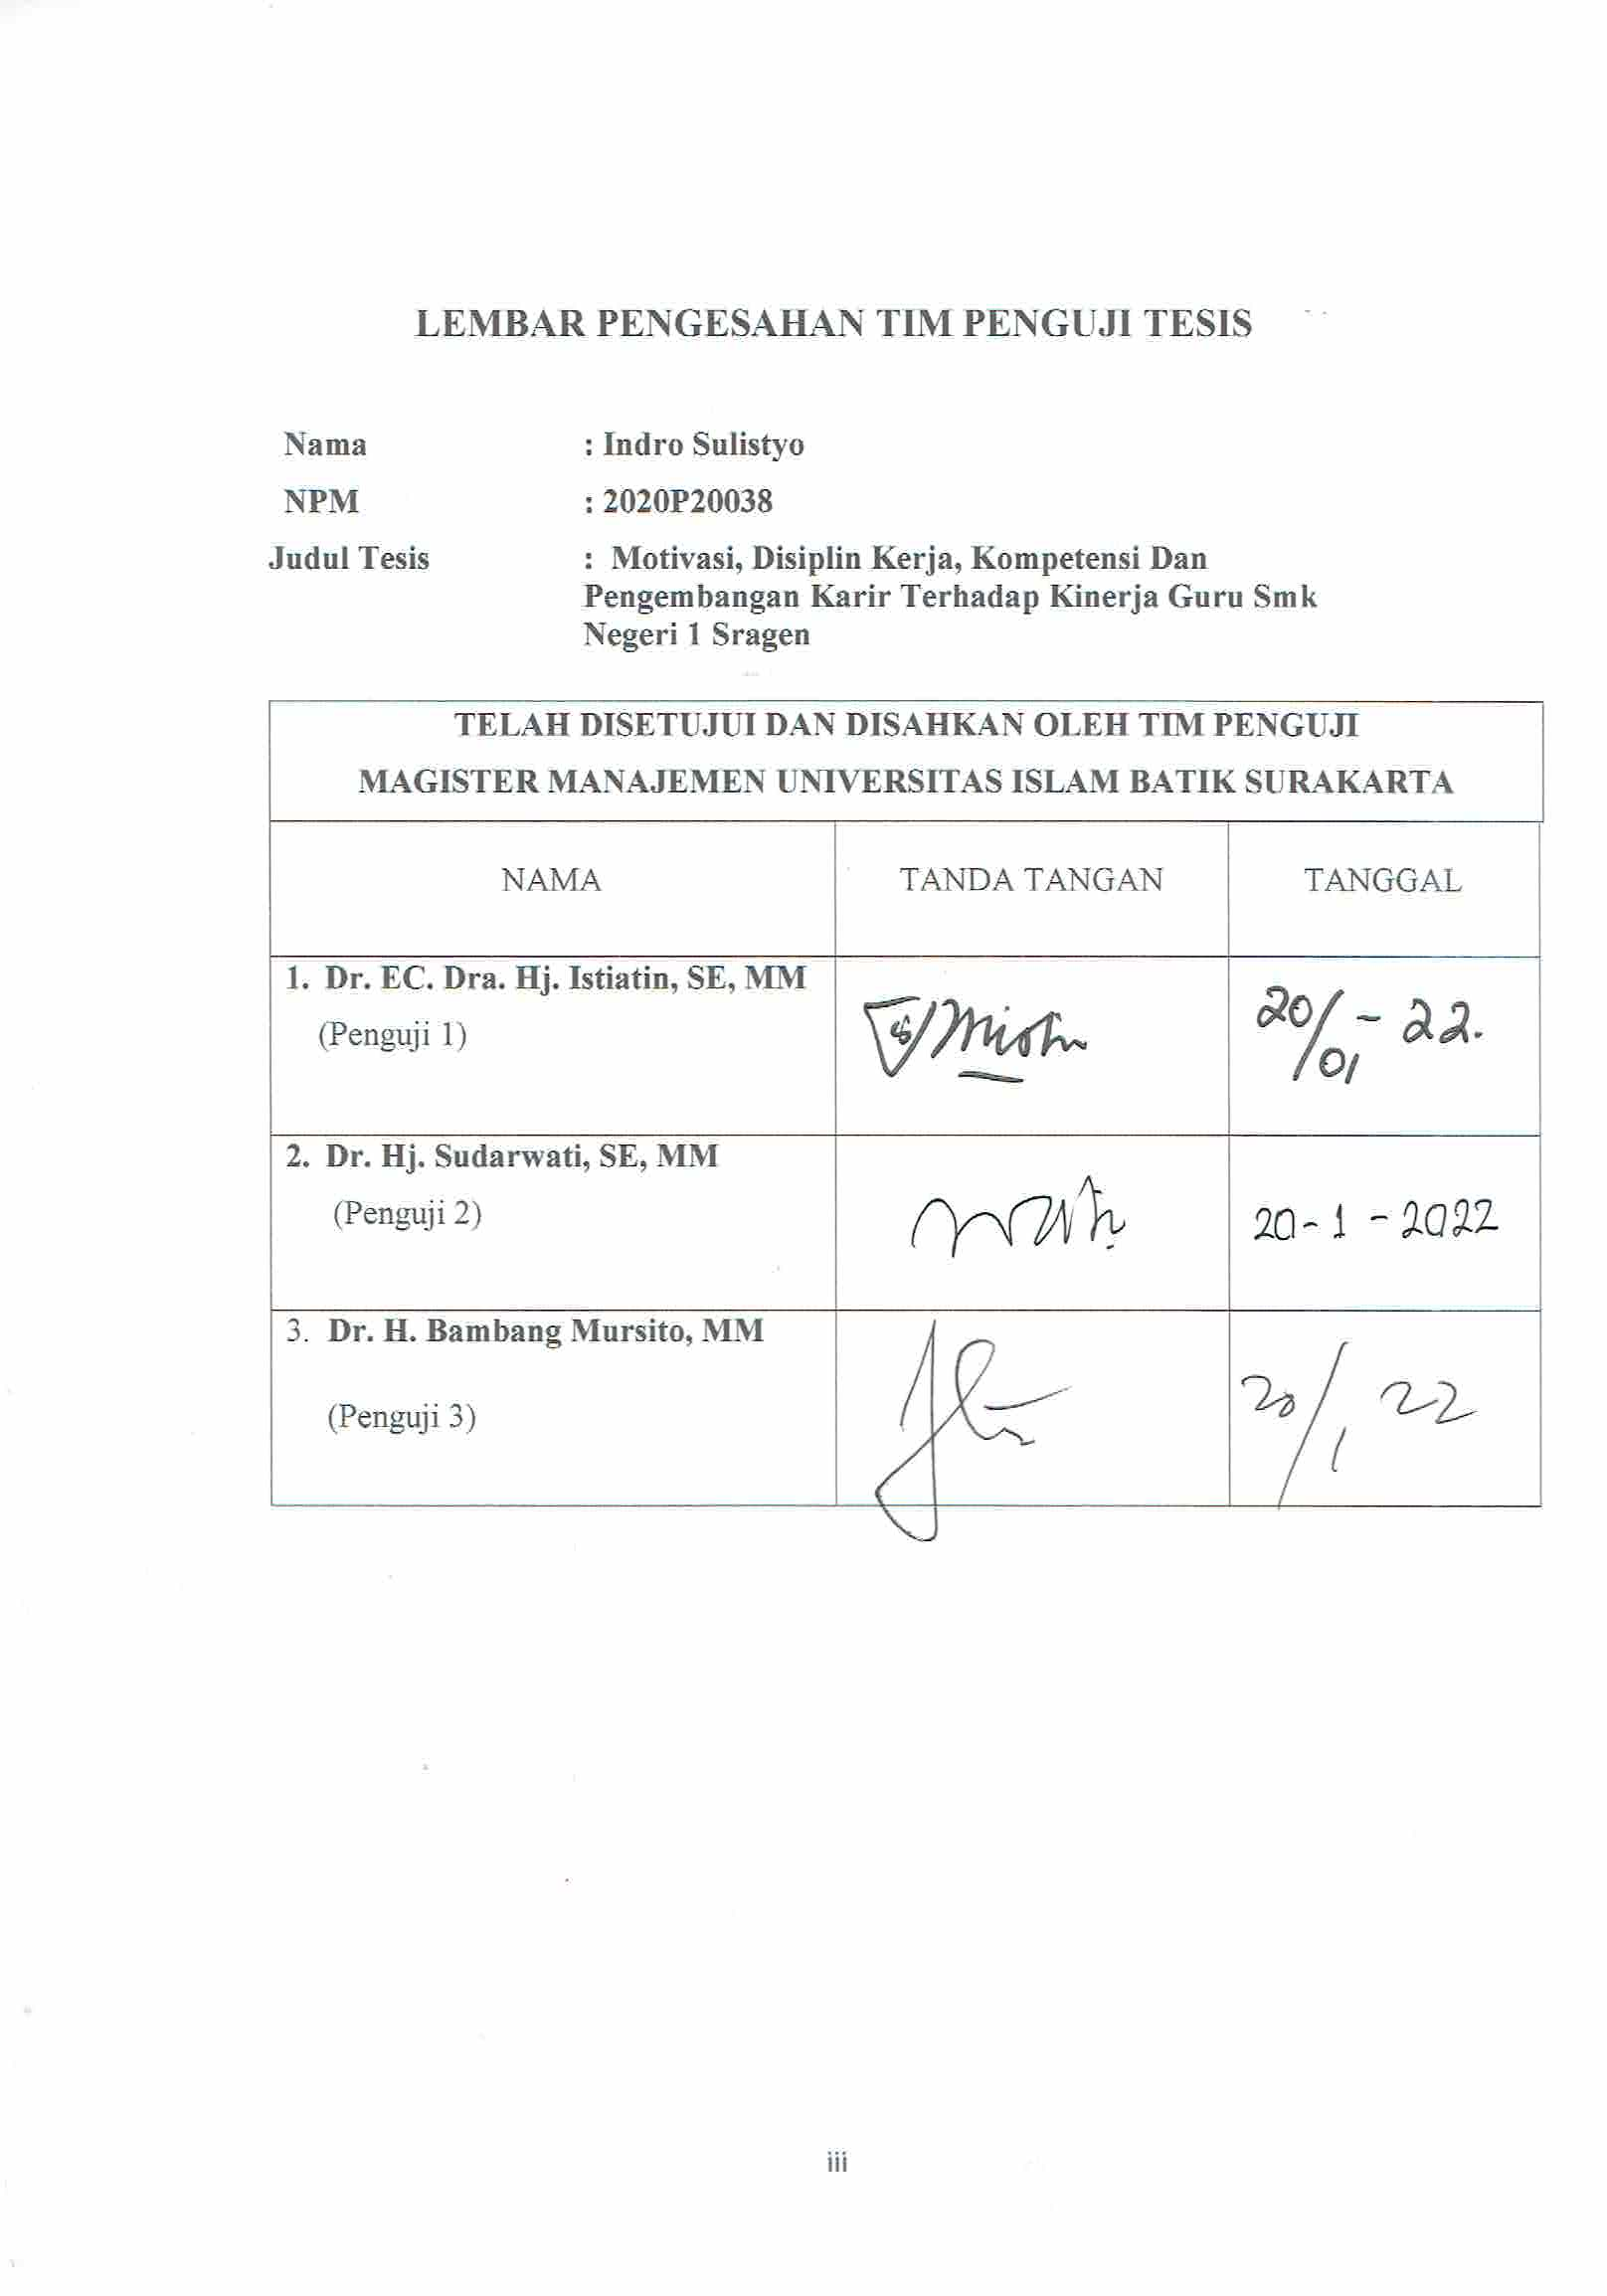 LEMBAR PENGESAHAN TIM PENGUJI TESIS
Nama : Indro Sulistyo
NPM : 2020P20038
Judul Tesis : Motivasi, Disiplin Kerja, Kompetensi Dan
Pengembangan Karir Terhadap Kinerja Guru Smk
Negeri 1 Sragen
TELAH DISETUJUI DAN DISAHKAN OLEH TIM PENGUJI
MAGISTER MANAJEMEN UNIVERSITAS ISLAM BATIK SURAKARTA
NAMA TANDA TANGAN TANGGAL
1. Dr. EC. Dra. Hj. Istiatin, SE, MM
(Penguji 1) 20/01 - 22.
2. Dr. Hj. Sudarwati, SE, MM
(Penguji 2) 20-1-2022
3. Dr. H. Bambang Mursito, MM
(Penguji 3) 20/1 22
iii